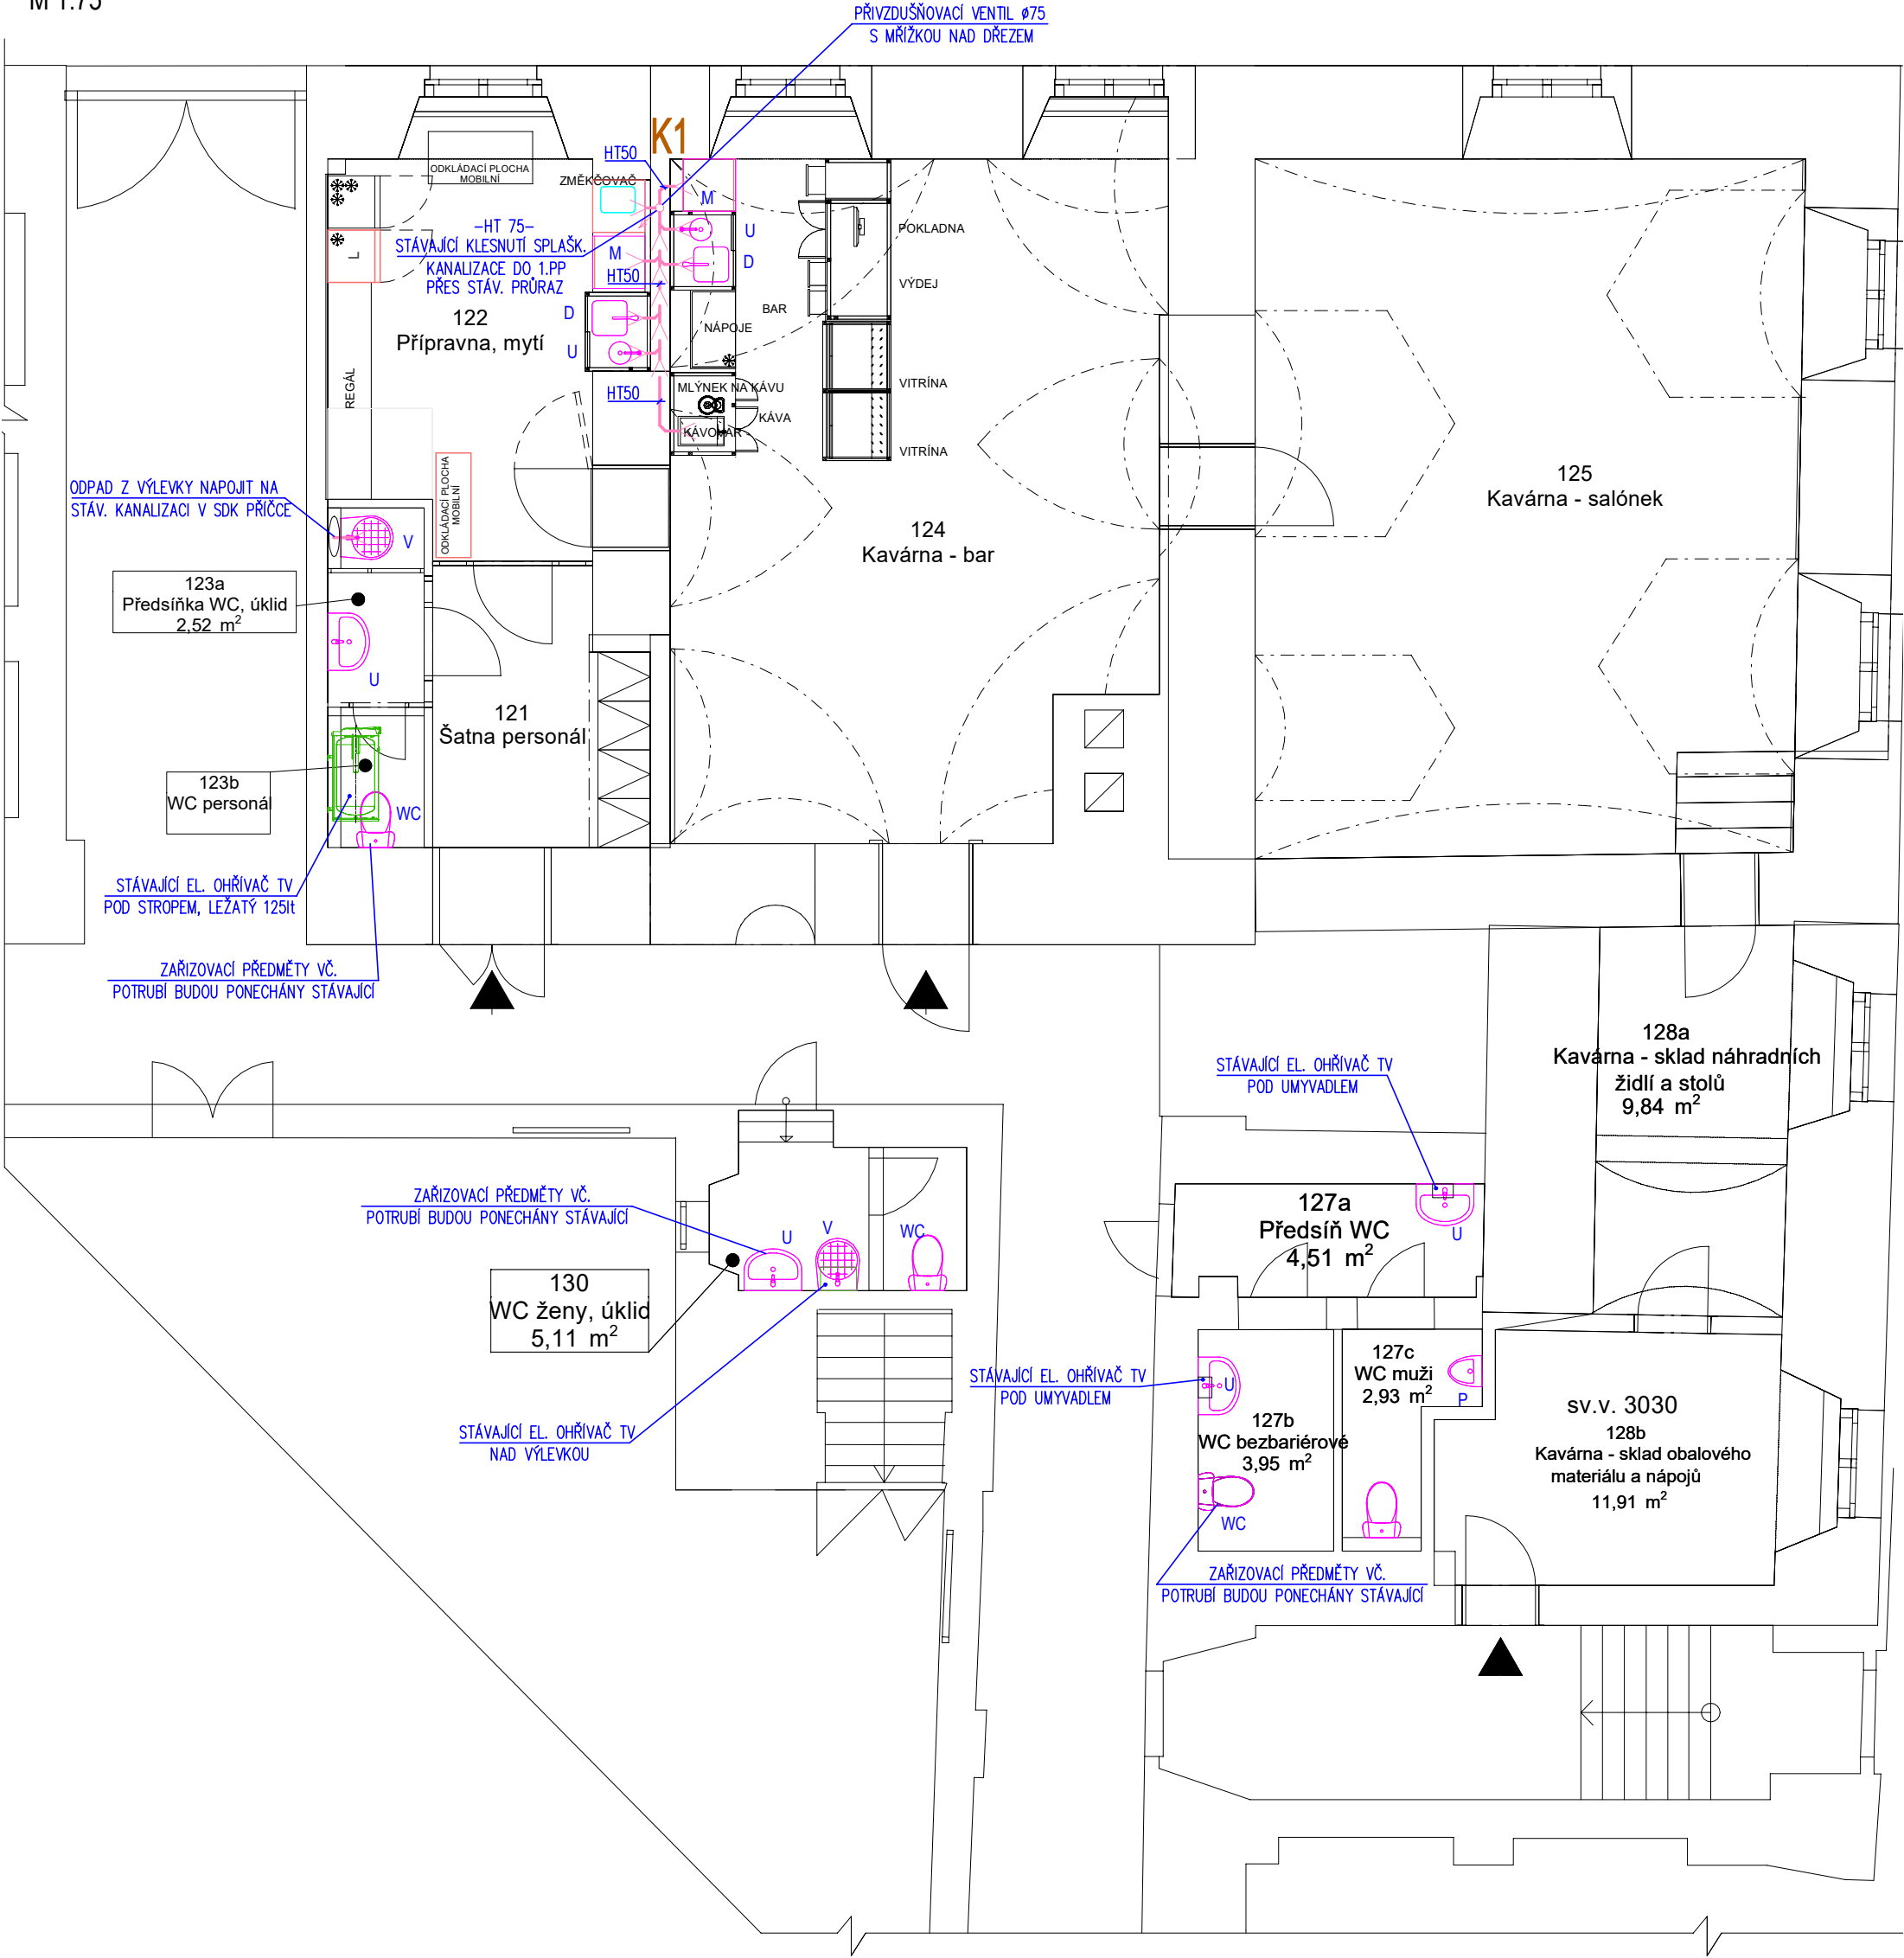 M 1:75
PŘIVZDUŠŇOVACÍ VENTIL ø75
S MŘÍŽKOU NAD DŘEZEM
K1
HT50
ODKLÁDACÍ PLOCHA
MOBILNÍ
ZMĚKČOVAČ
M
-HT 75-
STÁVAJÍCÍ KLESNUTÍ SPLAŠK.
KANALIZACE DO 1.PP
PŘES STÁV. PRŮRAZ
L
M
U
D
HT50
POKLADNA
VÝDEJ
BAR
NÁPOJE
122
Přípravna, mytí
D
U
REGÁL
HT50
MLÝNEK NA KÁVU
KÁVA
KÁVOVAR
VITRÍNA
VITRÍNA
ODKLÁDACÍ PLOCHA
MOBILNÍ
125
Kavárna - salónek
124
Kavárna - bar
ODPAD Z VÝLEVKY NAPOJIT NA
STÁV. KANALIZACI V SDK PŘÍČCE
V
123a
Předsíňka WC, úklid
2,52 m²
U
121
Šatna personál
123b
WC personál
WC
STÁVAJÍCÍ EL. OHŘÍVAČ TV
POD STROPEM, LEŽATÝ 125lt
ZAŘIZOVACÍ PŘEDMĚTY VČ.
POTRUBÍ BUDOU PONECHÁNY STÁVAJÍCÍ
128a
Kavárna - sklad náhradních
židlí a stolů
9,84 m²
STÁVAJÍCÍ EL. OHŘÍVAČ TV
POD UMYVADLEM
ZAŘIZOVACÍ PŘEDMĚTY VČ.
POTRUBÍ BUDOU PONECHÁNY STÁVAJÍCÍ
U
V
WC
127a
Předsíň WC
4,51 m²
U
130
WC ženy, úklid
5,11 m²
STÁVAJÍCÍ EL. OHŘÍVAČ TV
NAD VÝLEVKOU
STÁVAJÍCÍ EL. OHŘÍVAČ TV
POD UMYVADLEM
U
127b
WC bezbariérové
3,95 m²
WC
127c
WC muži
2,93 m²
P
sv.v. 3030
128b
Kavárna - sklad obalového
materiálu a nápojů
11,91 m²
ZAŘIZOVACÍ PŘEDMĚTY VČ.
POTRUBÍ BUDOU PONECHÁNY STÁVAJÍCÍ